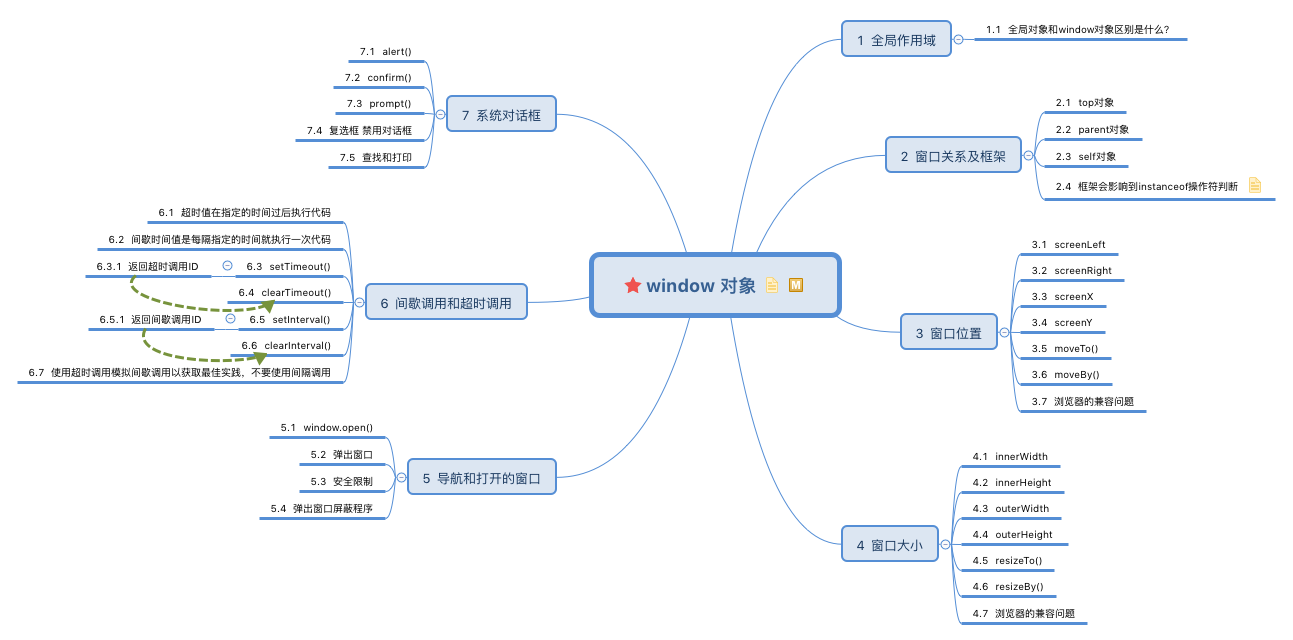 window 对象
1 全局作用域
1.1 全局对象和window对象区别是什么?
2 窗口关系及框架
2.1 top对象
2.2 parent对象
2.3 self对象
2.4 框架会影响到instanceof操作符判断
3 窗口位置
3.1 screenLeft
3.2 screenRight
3.3 screenX
3.4 screenY
3.5 moveTo()
3.6 moveBy()
3.7 浏览器的兼容问题
4 窗口大小
4.1 innerWidth
4.2 innerHeight
4.3 outerWidth
4.4 outerHeight
4.5 resizeTo()
4.6 resizeBy()
4.7 浏览器的兼容问题
5 导航和打开的窗口
5.1 window.open()
5.2 弹出窗口
5.3 安全限制
5.4 弹出窗口屏蔽程序
6 间歇调用和超时调用
6.1 超时值在指定的时间过后执行代码
6.2 间歇时间值是每隔指定的时间就执行一次代码
6.3 setTimeout()
6.3.1 返回超时调用ID
6.4 clearTimeout()
6.5 setInterval()
6.5.1 返回间歇调用ID
6.6 clearInterval()
6.7 使用超时调用模拟间歇调用以获取最佳实践，不要使用间隔调用
7 系统对话框
7.1 alert()
7.2 confirm()
7.3 prompt()
7.4 复选框 禁用对话框
7.5 查找和打印
M